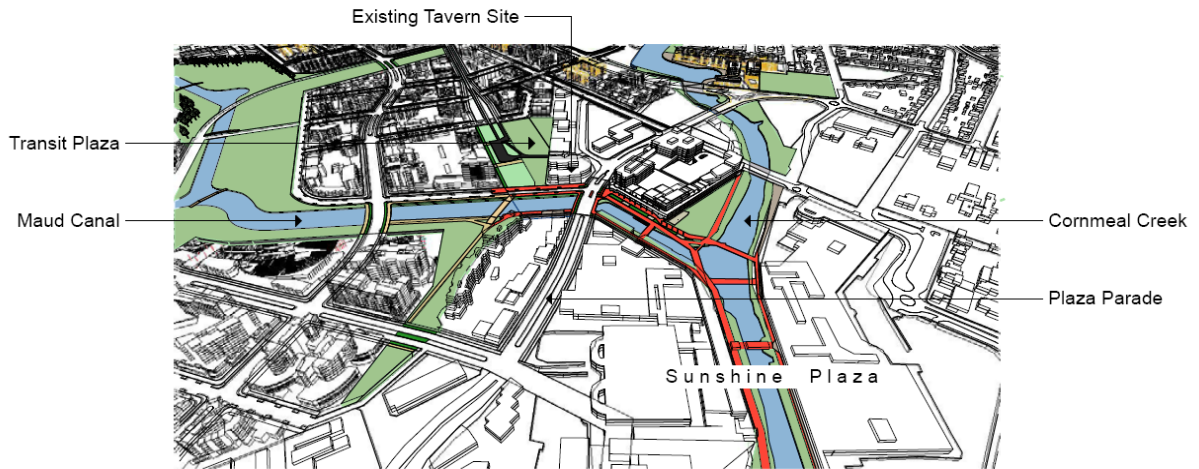 Existing Tavern Site
Transit Plaza
Maud Canal
Cornmeal Creek
Plaza Parade
Sunshine Plaza